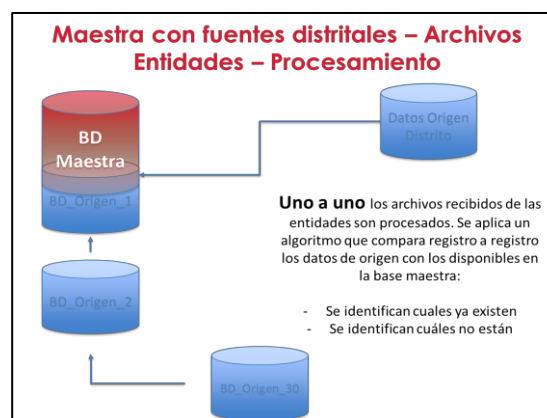 Maestra con fuentes distritales – Archivos
Entidades – Procesamiento
BD
Maestra
BD_Origen_1
BD_Origen_2
BD_Origen_30
Datos Origen
Distrito
Uno a uno los archivos recibidos de las
entidades son procesados. Se aplica un
algoritmo que compara registro a registro
los datos de origen con los disponibles en
la base maestra:
- Se identifican cuales ya existen
- Se identifican cuáles no están